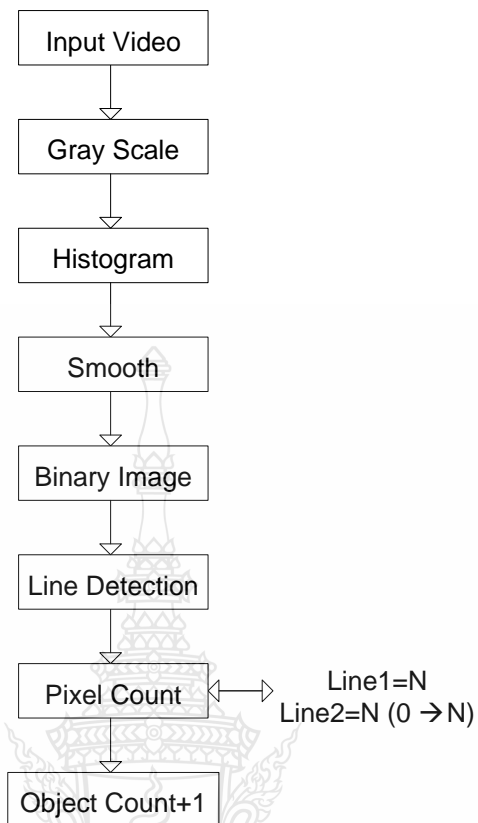 Input Video
Gray Scale
Histogram
Smooth
Binary Image
Line Detection
Pixel Count
Line1=N
Line2=N (0 → N)
Object Count+1